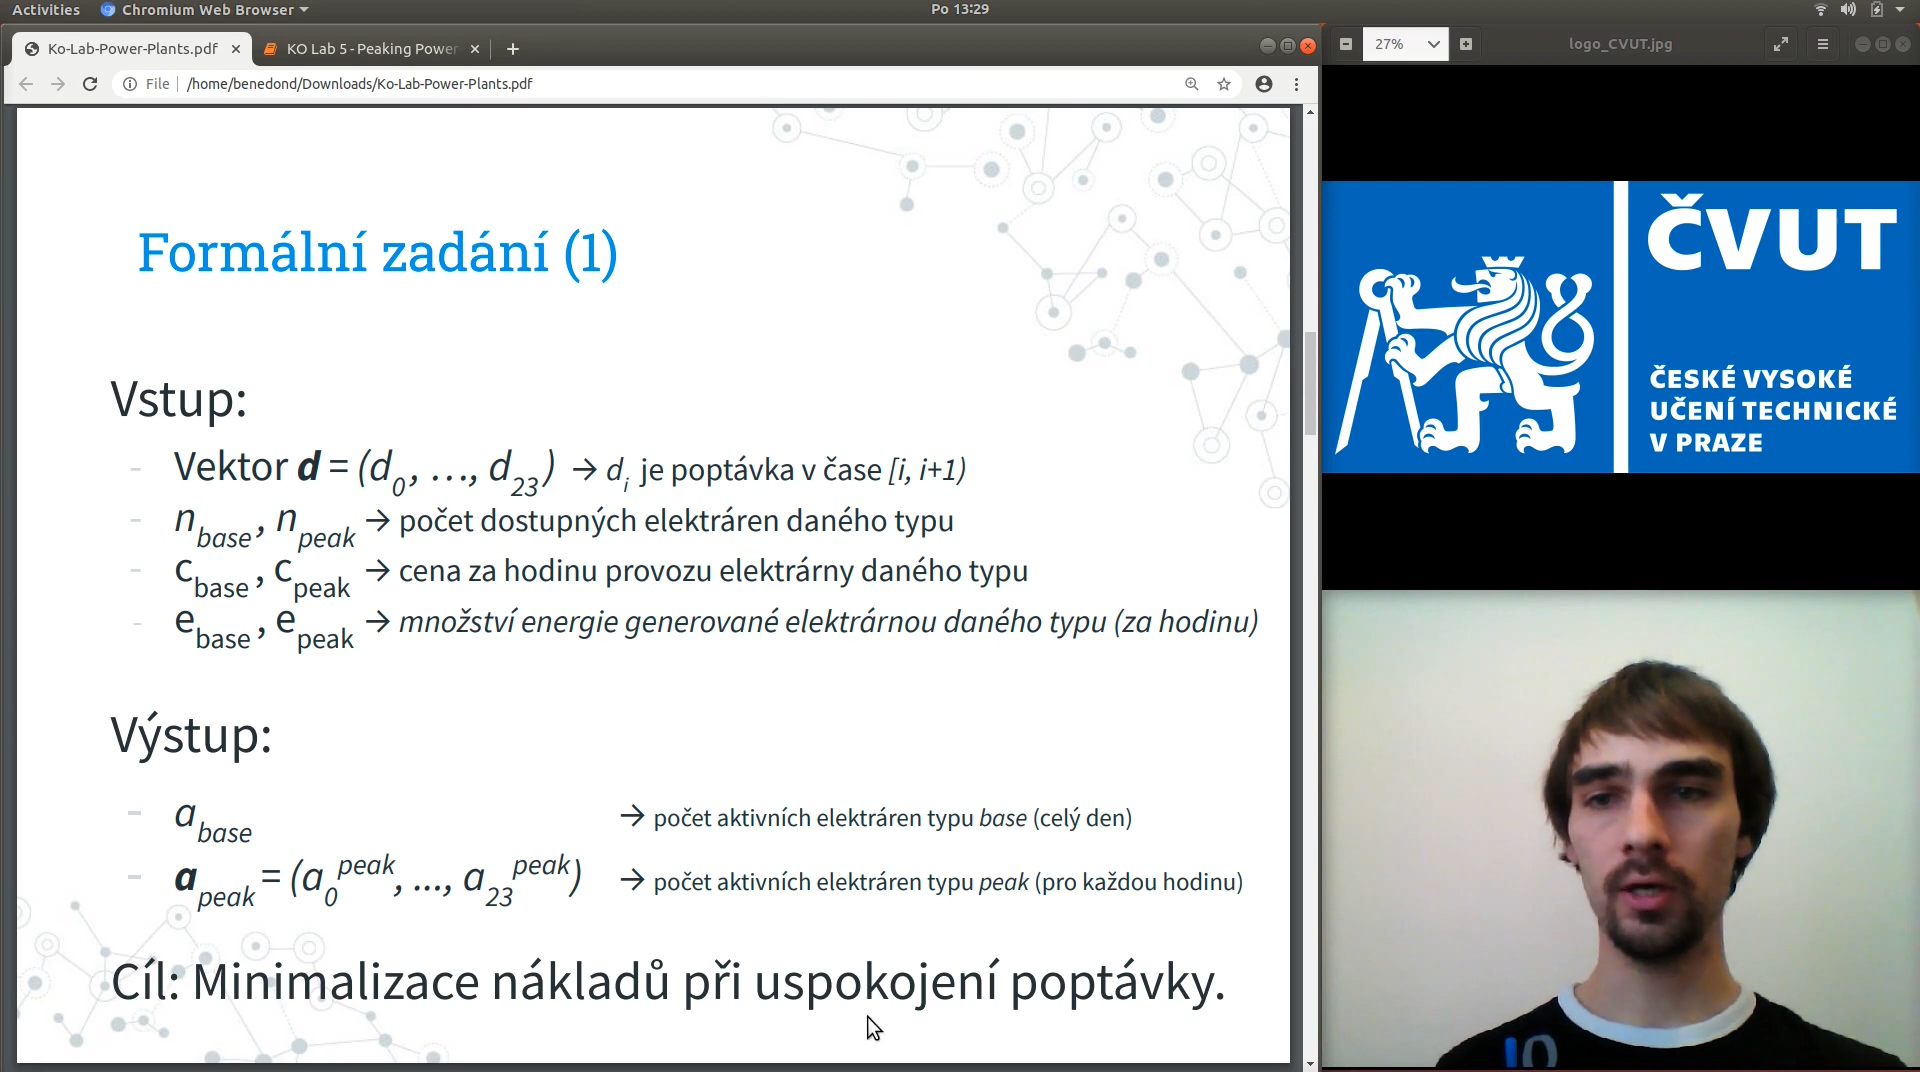 Activities Chromium Web Browser Po 13:29
Ko-Lab-Power-Plants.pdf KO Lab 5 - Peaking Power 27% logo_CVUT.jpg
File /home/benedond/Downloads/Ko-Lab-Power-Plants.pdf
Formální zadání (1)
Vstup:
- Vektor d = (d0, …, d23) → di je poptávka v čase [i, i+1)
- nbase, npeak → počet dostupných elektráren daného typu
- cbase, cpeak → cena za hodinu provozu elektrárny daného typu
- ebase, epeak → množství energie generované elektrárnou daného typu (za hodinu)
Výstup:
- abase → počet aktivních elektráren typu base (celý den)
- apeak = (a0peak, ..., a23peak) → počet aktivních elektráren typu peak (pro každou hodinu)
Cíl: Minimalizace nákladů při uspokojení poptávky.
ČVUT
ČESKÉ VYSOKÉ
UČENÍ TECHNICKÉ
V PRAZE